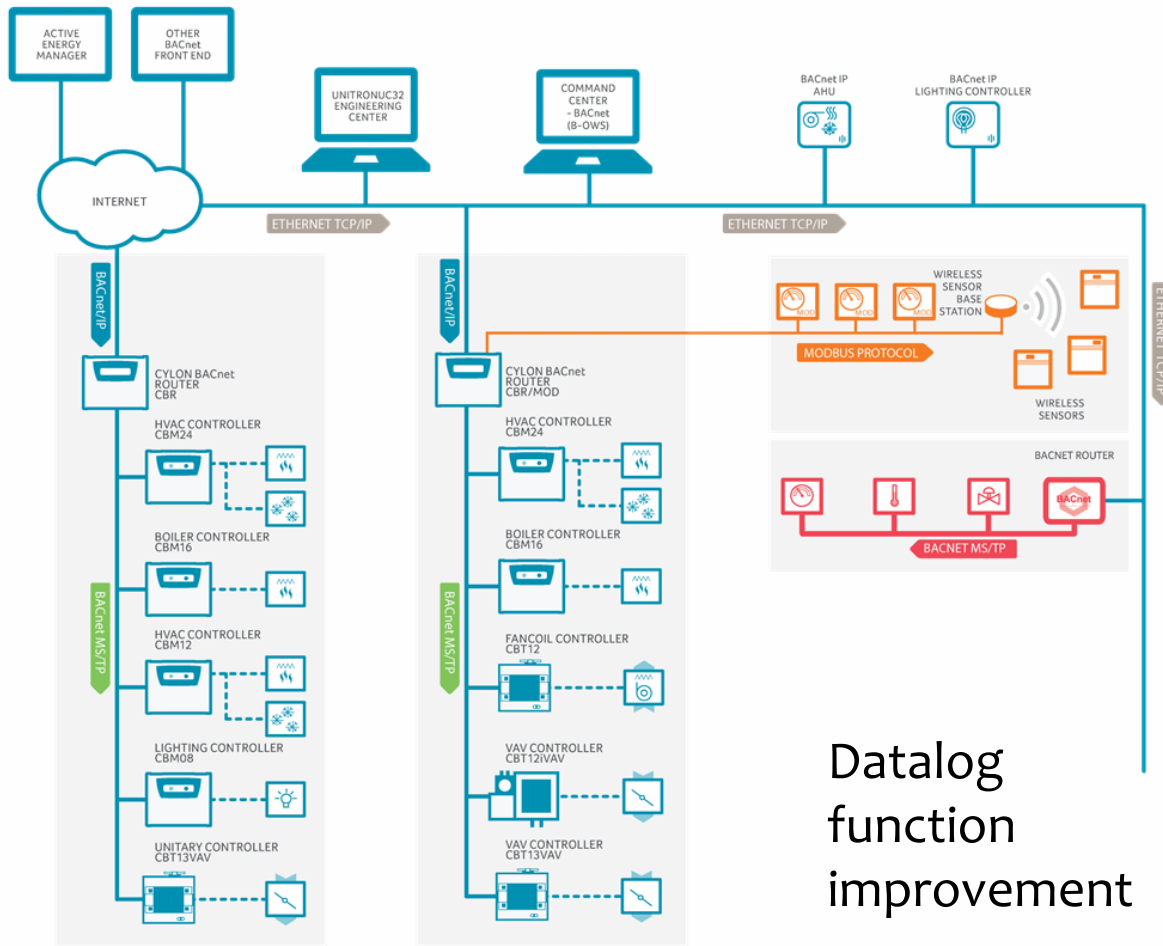 ACTIVE
ENERGY
MANAGER
OTHER
BACnet
FRONT END
UNITRONUC32
ENGINEERING
CENTER
COMMAND
CENTER
- BACnet
(B-OWS)
BACnet IP
AHU
BACnet IP
LIGHTING CONTROLLER
INTERNET
ETHERNET TCP/IP
ETHERNET TCP/IP
ETHERNET TCP/IP
BACnet/IP
CYLON BACnet
ROUTER
CBR
HVAC CONTROLLER
CBM24
BOILER CONTROLLER
CBM16
BACnet MS/TP
HVAC CONTROLLER
CBM12
LIGHTING CONTROLLER
CBM08
UNITARY CONTROLLER
CBT13VAV
BACnet/IP
CYLON BACnet
ROUTER
CBR/MOD
HVAC CONTROLLER
CBM24
BOILER CONTROLLER
CBM16
BACnet MS/TP
FANCOIL CONTROLLER
CBT12
VAV CONTROLLER
CBT12iVAV
VAV CONTROLLER
CBT13VAV
MOD
MOD
MOD
WIRELESS
SENSOR
BASE
STATION
MODBUS PROTOCOL
WIRELESS
SENSORS
BACNET ROUTER
BACnet
BACNET MS/TP
Datalog
function
improvement